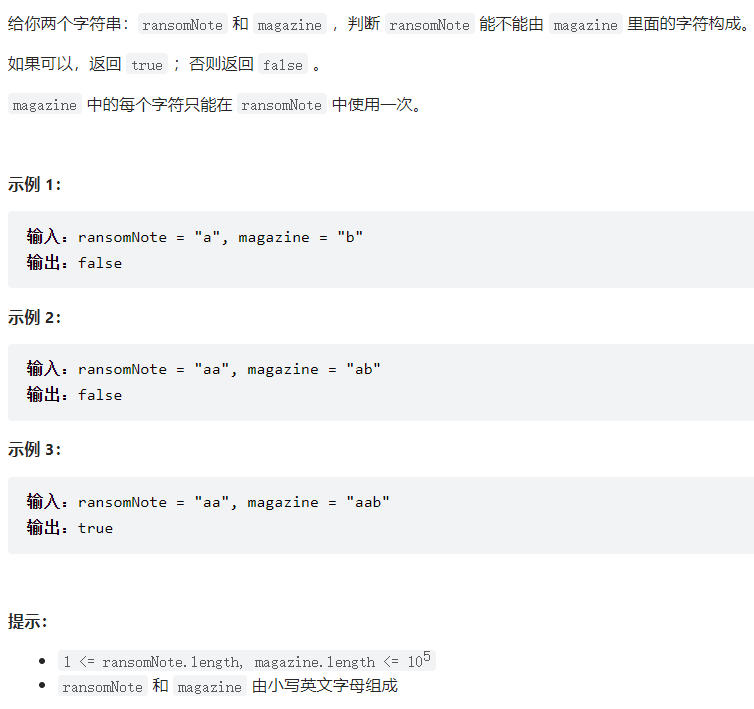 给你两个字符串：ransomNote 和 magazine ，判断 ransomNote 能不能由 magazine 里面的字符构成。
如果可以，返回 true ；否则返回 false 。
magazine 中的每个字符只能在 ransomNote 中使用一次。
示例 1：
输入：ransomNote = "a", magazine = "b"
输出：false
示例 2：
输入：ransomNote = "aa", magazine = "ab"
输出：false
示例 3：
输入：ransomNote = "aa", magazine = "aab"
输出：true
提示：
• 1 <= ransomNote.length, magazine.length <= 10⁵
• ransomNote 和 magazine 由小写英文字母组成